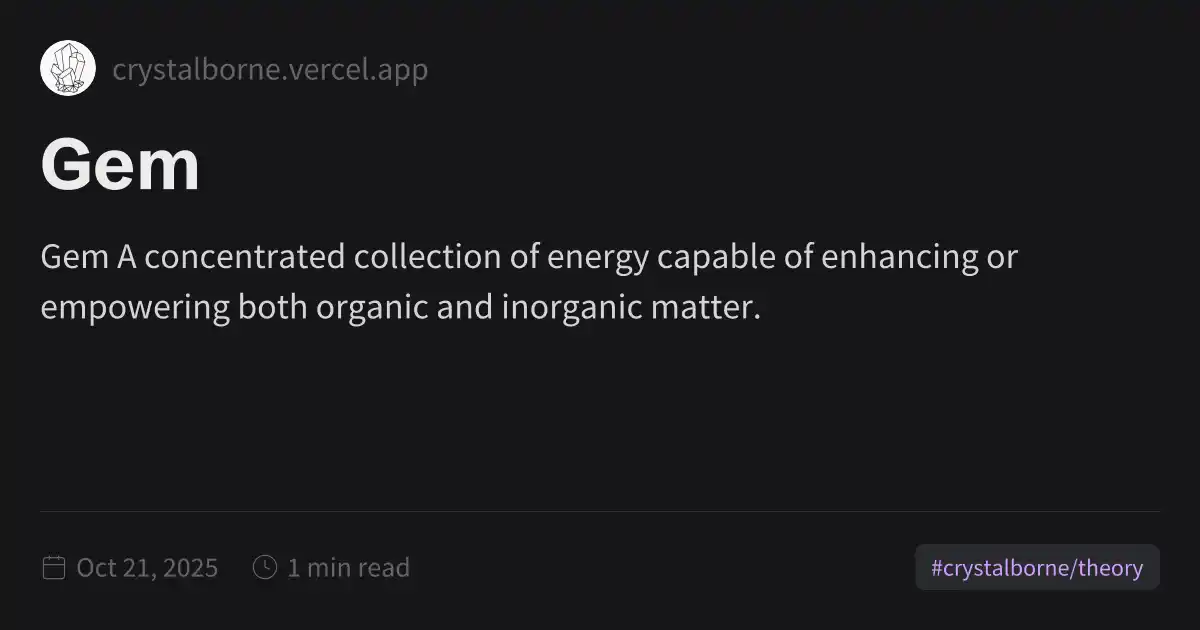 crystalborne.vercel.app
Gem
Gem A concentrated collection of energy capable of enhancing or
empowering both organic and inorganic matter.
Oct 21, 2025 1 min read #crystalborne/theory